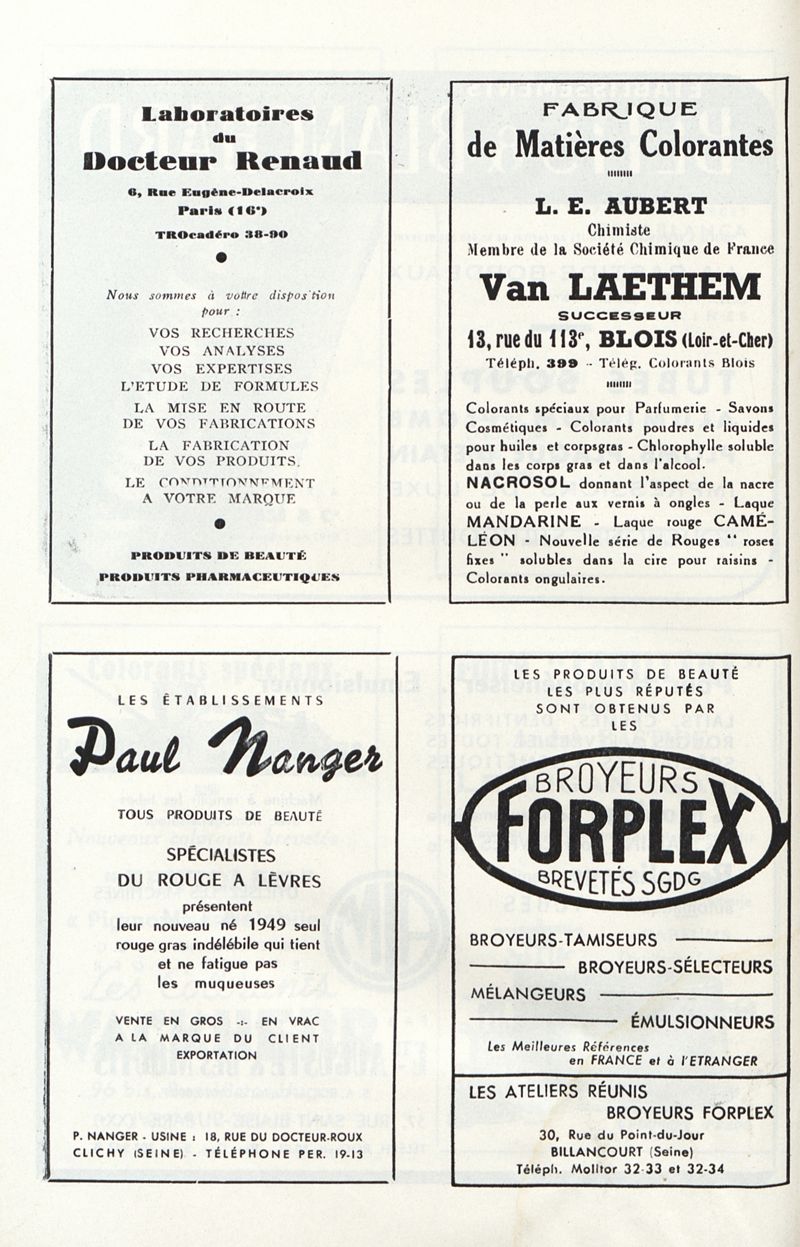 Laboratoires
du
Docteur Renaud
6, Rue Eugène-Delacroix
Paris (16e)
TROcadéro 38-90
Nous sommes à vottre dispos'tion
pour :
VOS RECHERCHES
VOS ANALYSES
VOS EXPERTISES
L'ETUDE DE FORMULES
LA MISE EN ROUTE
DE VOS FABRICATIONS
LA FABRICATION
DE VOS PRODUITS.
LE CONDITIONNEMENT
A VOTRE MARQUE
PRODUITS DE BEAUTÉ
PRODUITS PHARMACEUTIQUES
FABRIQUE
de Matières Colorantes
L. E. AUBERT
Chimiste
Membre de la Société Chimique de France
Van LAETHEM
SUCCESSEUR
13, rue du 113e, BLOIS (Loir-et-Cher)
Téléph. 399 - Télég. Colorants Blois
Colorants spéciaux pour Parfumerie - Savons
Cosmétiques - Colorants poudres et liquides
pour huiles et corpsgras - Chlorophylle soluble
dans les corps gras et dans l'alcool.
NACROSOL donnant l'aspect de la nacre
ou de la perle aux vernis à ongles - Laque
MANDARINE - Laque rouge CAMÉ-
LÉON - Nouvelle série de Rouges " roses
fixes " solubles dans la cire pour raisins -
Colorants ongulaires.
LES ÉTABLISSEMENTS
Paul Nanger
TOUS PRODUITS DE BEAUTÉ
SPÉCIALISTES
DU ROUGE A LÈVRES
présentent
leur nouveau né 1949 seul
rouge gras indélébile qui tient
et ne fatigue pas
les muqueuses
VENTE EN GROS -:- EN VRAC
A LA MARQUE DU CLIENT
EXPORTATION
P. NANGER - USINE : 18, RUE DU DOCTEUR-ROUX
CLICHY (SEINE) - TÉLÉPHONE PER. 19-13
LES PRODUITS DE BEAUTÉ
LES PLUS RÉPUTÉS
SONT OBTENUS PAR
LES
BROYEURS
FORPLEX
BREVETÉS SGDG
BROYEURS-TAMISEURS
BROYEURS-SÉLECTEURS
MÉLANGEURS
ÉMULSIONNEURS
Les Meilleures Références
en FRANCE et à l'ETRANGER
LES ATELIERS RÉUNIS
BROYEURS FORPLEX
30, Rue du Point-du-Jour
BILLANCOURT (Seine)
Téléph. Molitor 32-33 et 32-34